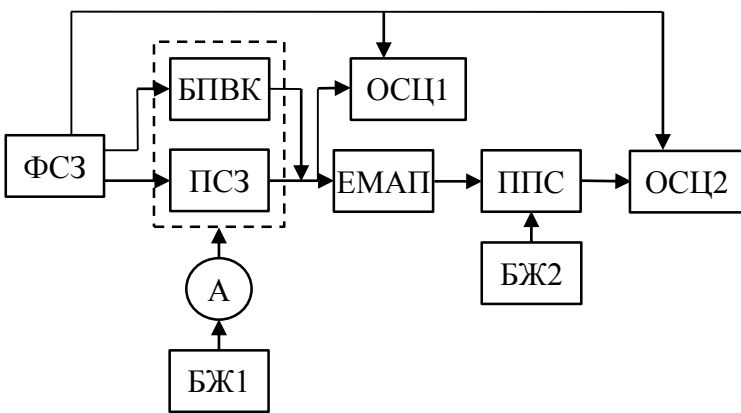 БПВК
ОСЦ1
ФСЗ
ПСЗ
ЕМАП
ППС
ОСЦ2
А
БЖ2
БЖ1